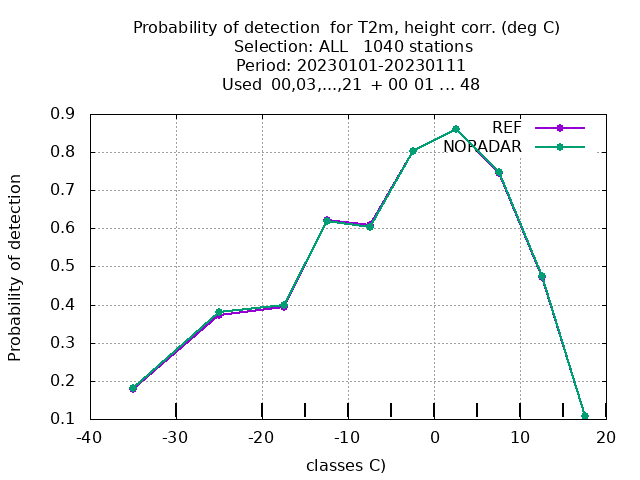 Probability of detection  for T2m, height corr. (deg C)
Selection: ALL   1040 stations
Period: 20230101-20230111
Used  00,03,...,21  + 00 01 ... 48
REF
NORADAR
Probability of detection
0.9
0.8
0.7
0.6
0.5
0.4
0.3
0.2
0.1
-40 -30 -20 -10 0 10 20
classes C)